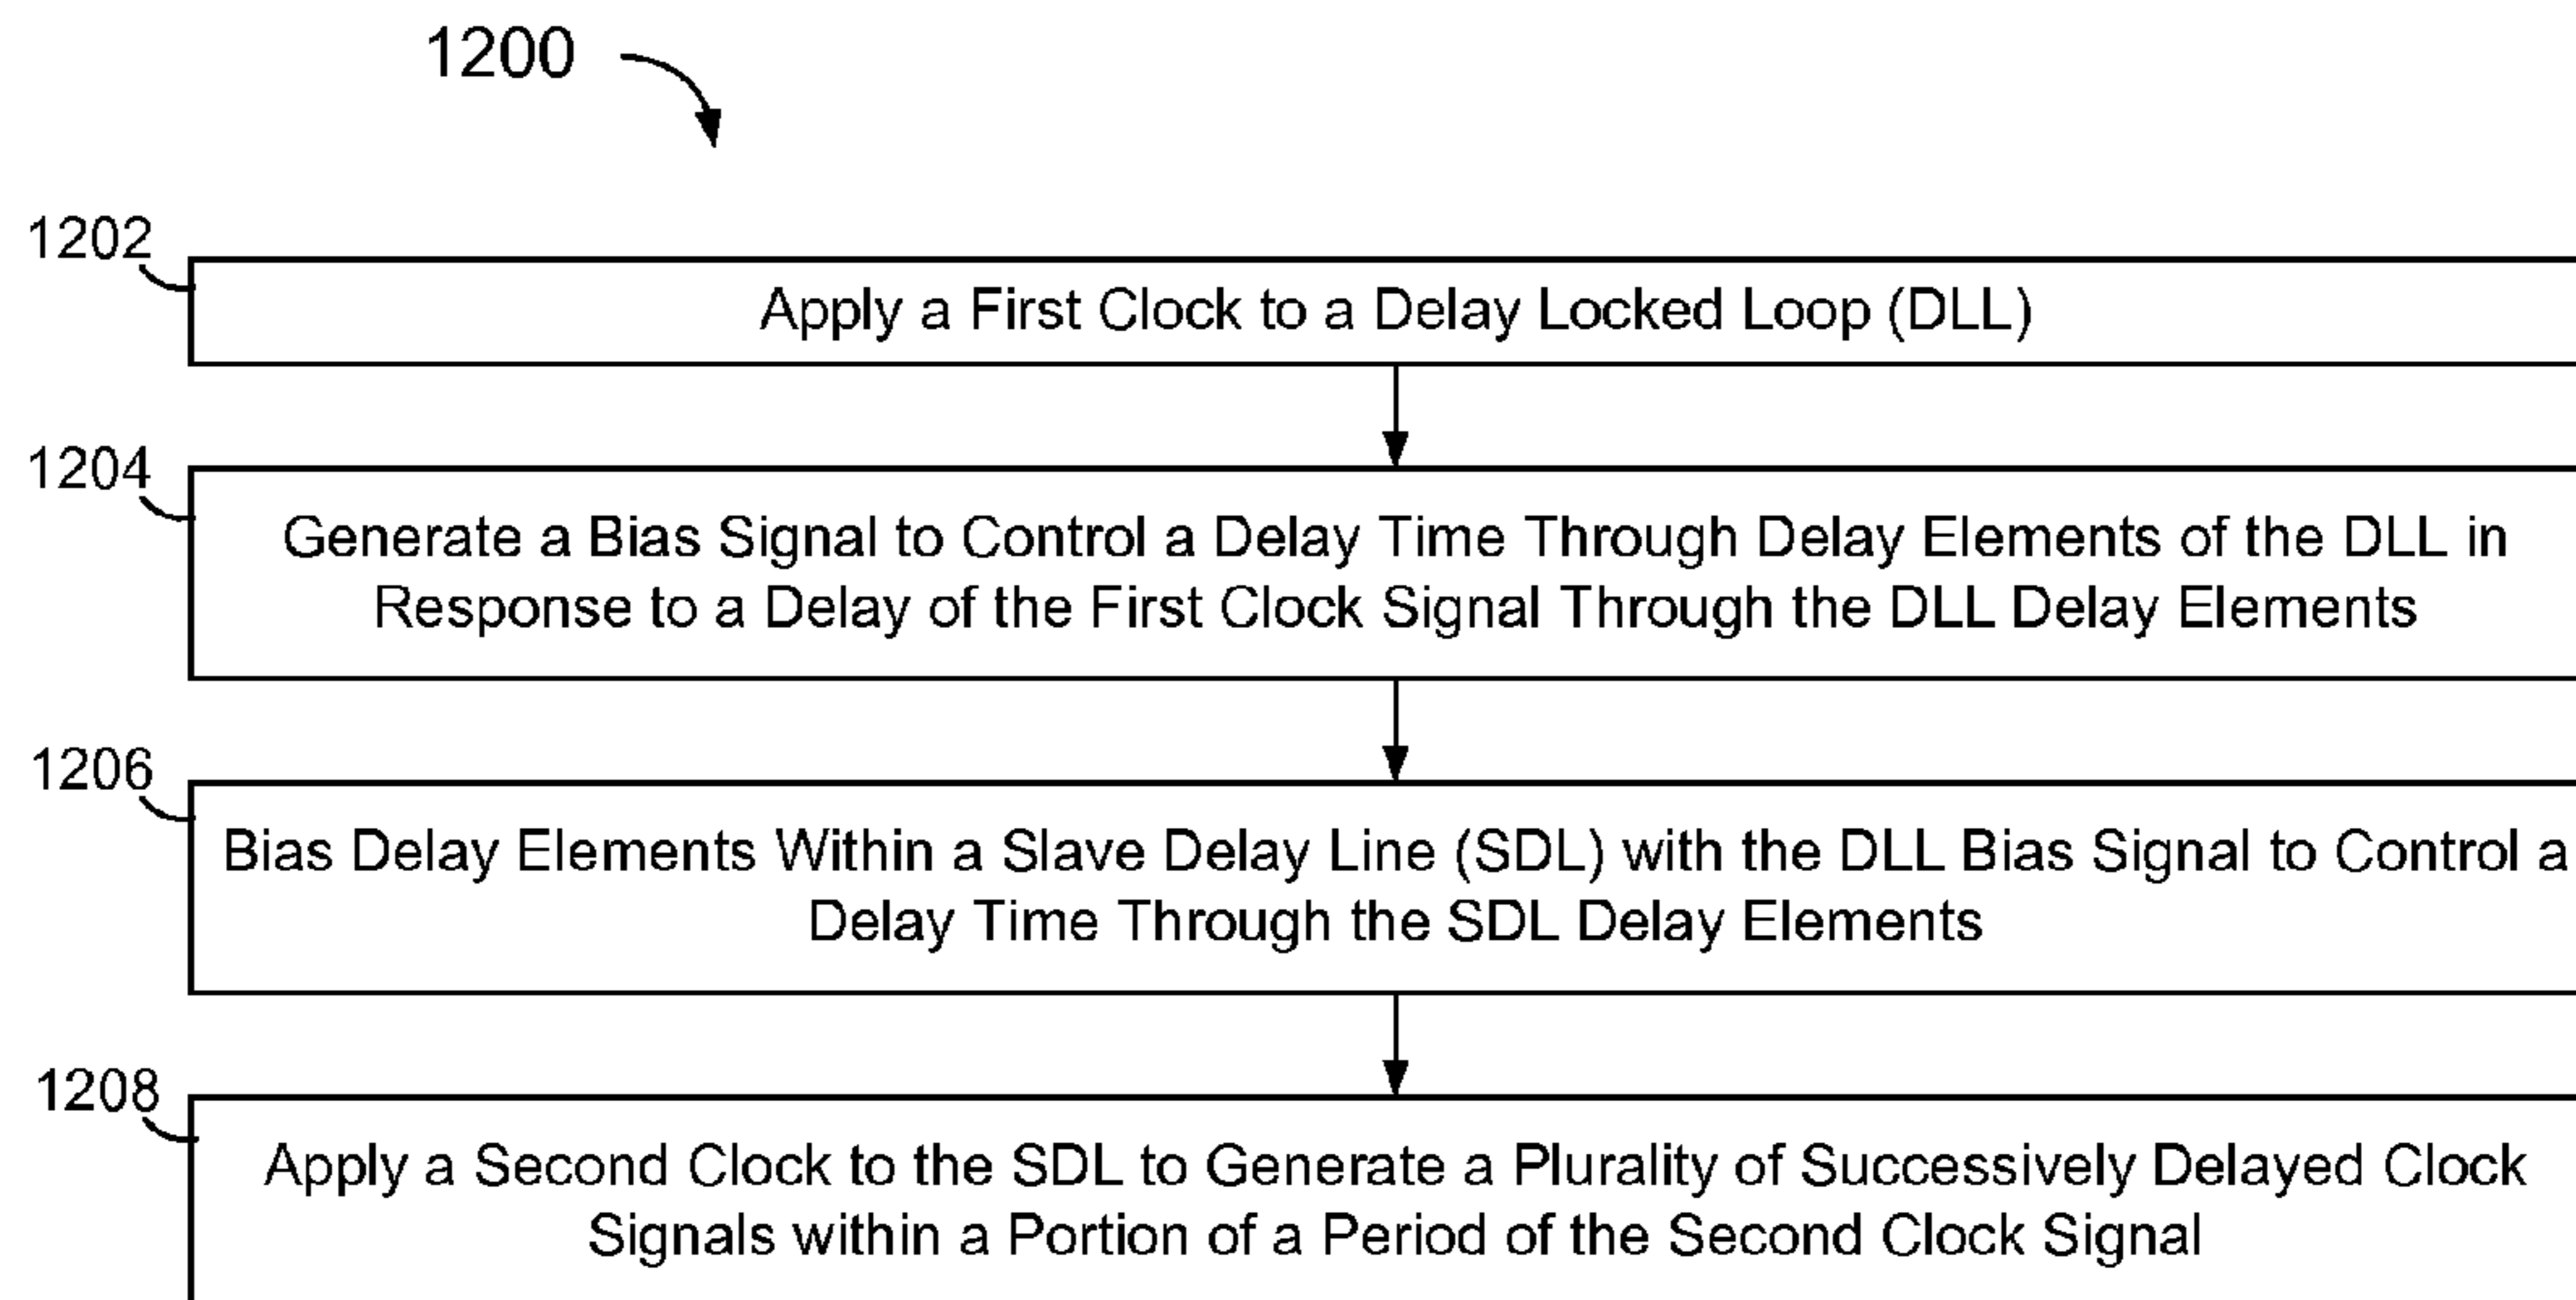 1200
1202
Apply a First Clock to a Delay Locked Loop (DLL)
1204
Generate a Bias Signal to Control a Delay Time Through Delay Elements of the DLL in
Response to a Delay of the First Clock Signal Through the DLL Delay Elements
1206
Bias Delay Elements Within a Slave Delay Line (SDL) with the DLL Bias Signal to Control a
Delay Time Through the SDL Delay Elements
1208
Apply a Second Clock to the SDL to Generate a Plurality of Successively Delayed Clock
Signals within a Portion of a Period of the Second Clock Signal